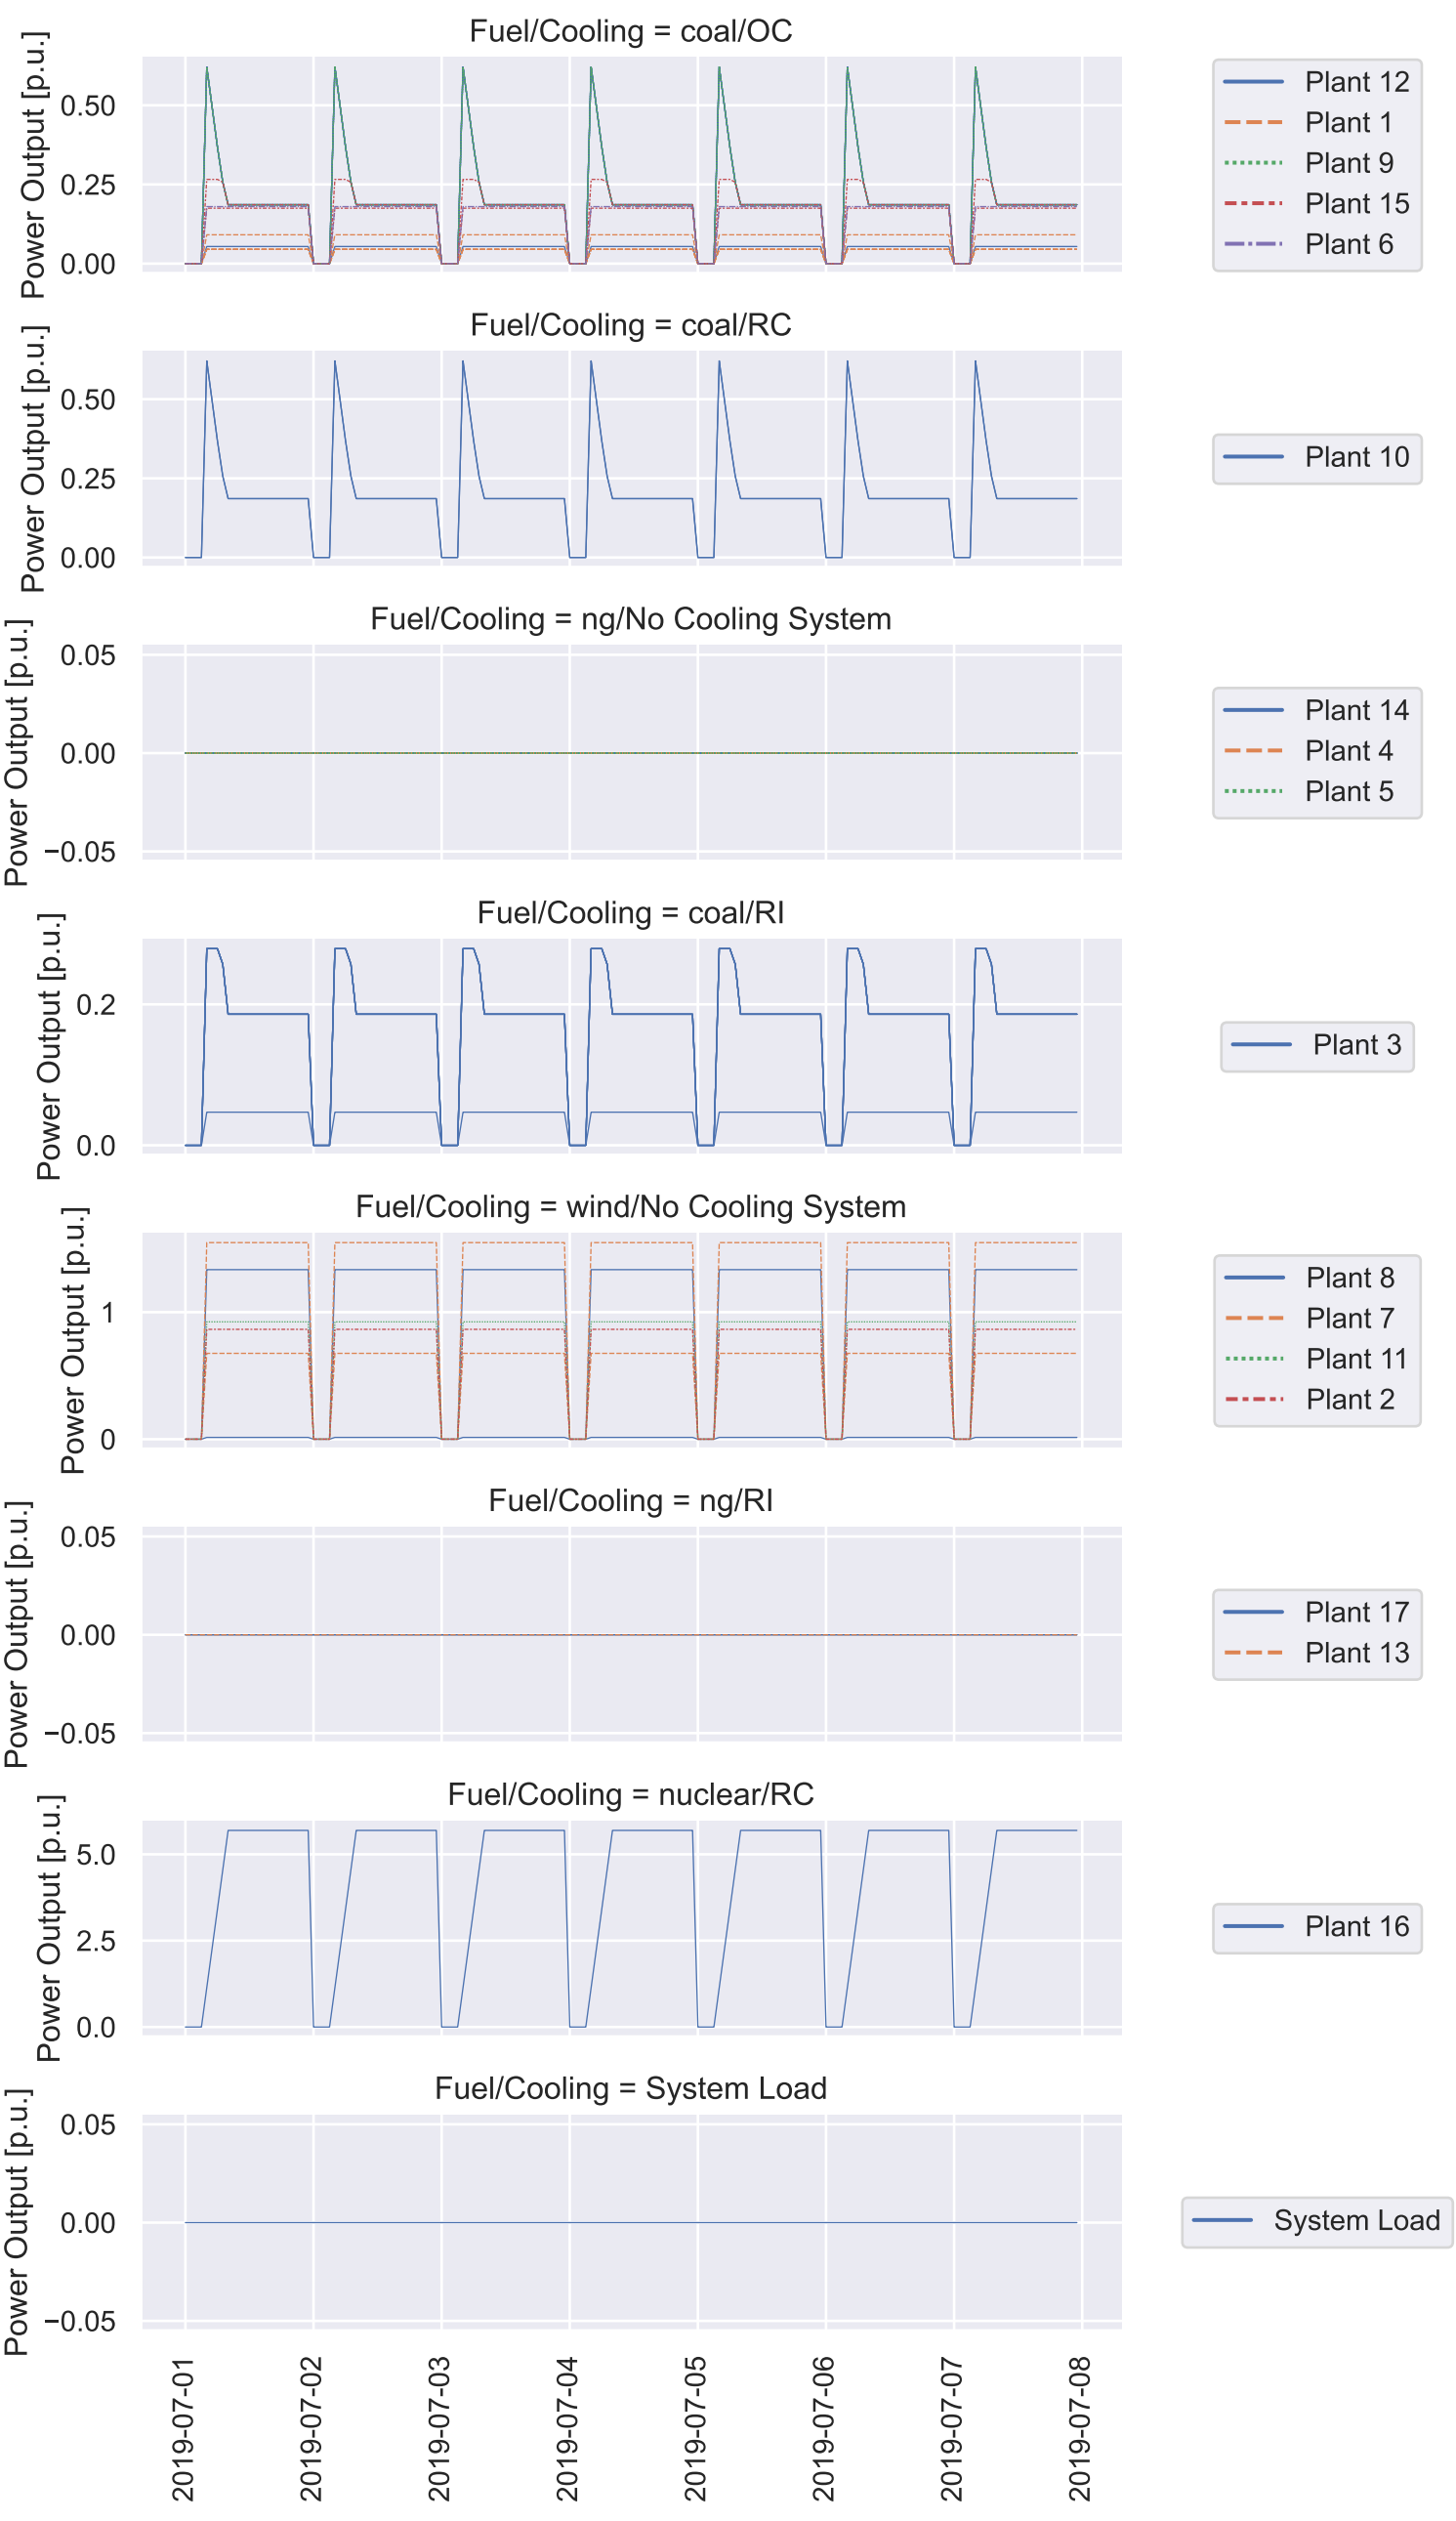 Fuel/Cooling = coal/OC
Power Output [p.u.]
0.50
0.25
0.00
Plant 12
Plant 1
Plant 9
Plant 15
Plant 6
Fuel/Cooling = coal/RC
Power Output [p.u.]
0.50
0.25
0.00
Plant 10
Fuel/Cooling = ng/No Cooling System
Power Output [p.u.]
0.05
0.00
−0.05
Plant 14
Plant 4
Plant 5
Fuel/Cooling = coal/RI
Power Output [p.u.]
0.2
0.0
Plant 3
Fuel/Cooling = wind/No Cooling System
Power Output [p.u.]
1
0
Plant 8
Plant 7
Plant 11
Plant 2
Fuel/Cooling = ng/RI
Power Output [p.u.]
0.05
0.00
−0.05
Plant 17
Plant 13
Fuel/Cooling = nuclear/RC
Power Output [p.u.]
5.0
2.5
0.0
Plant 16
Fuel/Cooling = System Load
Power Output [p.u.]
0.05
0.00
−0.05
System Load
2019-07-01
2019-07-02
2019-07-03
2019-07-04
2019-07-05
2019-07-06
2019-07-07
2019-07-08